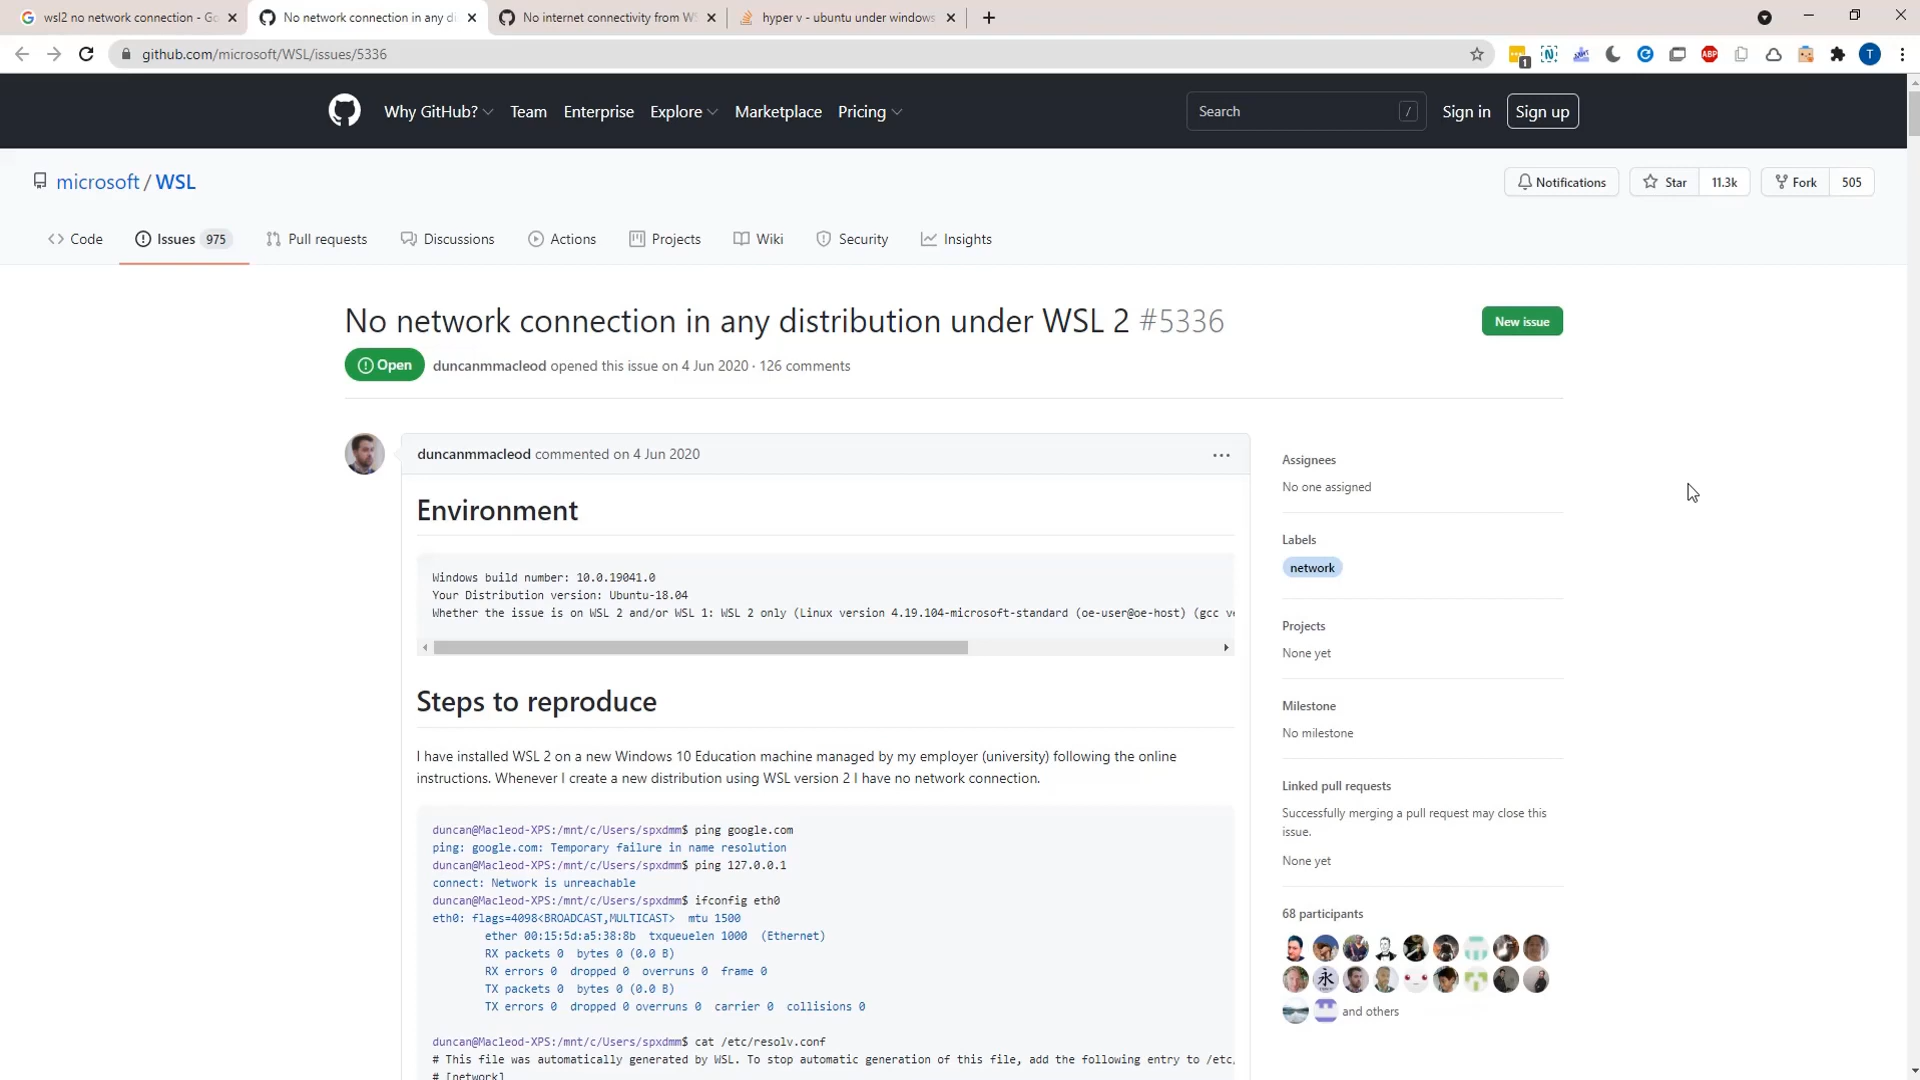 wsl2 no network connection - Go
No network connection in any di
No internet connectivity from W
hyper v - ubuntu under windows
github.com/microsoft/WSL/issues/5336
1
ABP
T
Why GitHub?
Team
Enterprise
Explore
Marketplace
Pricing
Search
/
Sign in
Sign up
microsoft / WSL
Notifications
Star
11.3k
Fork
505
Code
Issues 975
Pull requests
Discussions
Actions
Projects
Wiki
Security
Insights
No network connection in any distribution under WSL 2 #5336
New issue
Open
duncanmmacleod opened this issue on 4 Jun 2020 · 126 comments
duncanmmacleod commented on 4 Jun 2020
Environment
Windows build number: 10.0.19041.0
Your Distribution version: Ubuntu-18.04
Whether the issue is on WSL 2 and/or WSL 1: WSL 2 only (Linux version 4.19.104-microsoft-standard (oe-user@oe-host) (gcc ve
Steps to reproduce
I have installed WSL 2 on a new Windows 10 Education machine managed by my employer (university) following the online
instructions. Whenever I create a new distribution using WSL version 2 I have no network connection.
duncan@Macleod-XPS:/mnt/c/Users/spxdmm$ ping google.com
ping: google.com: Temporary failure in name resolution
duncan@Macleod-XPS:/mnt/c/Users/spxdmm$ ping 127.0.0.1
connect: Network is unreachable
duncan@Macleod-XPS:/mnt/c/Users/spxdmm$ ifconfig eth0
eth0: flags=4098<BROADCAST,MULTICAST>  mtu 1500
ether 00:15:5d:a5:38:8b  txqueuelen 1000  (Ethernet)
RX packets 0  bytes 0 (0.0 B)
RX errors 0  dropped 0  overruns 0  frame 0
TX packets 0  bytes 0 (0.0 B)
TX errors 0  dropped 0 overruns 0  carrier 0  collisions 0
duncan@Macleod-XPS:/mnt/c/Users/spxdmm$ cat /etc/resolv.conf
# This file was automatically generated by WSL. To stop automatic generation of this file, add the following entry to /etc,
# [network]
Assignees
No one assigned
Labels
network
Projects
None yet
Milestone
No milestone
Linked pull requests
Successfully merging a pull request may close this
issue.
None yet
68 participants
永
and others